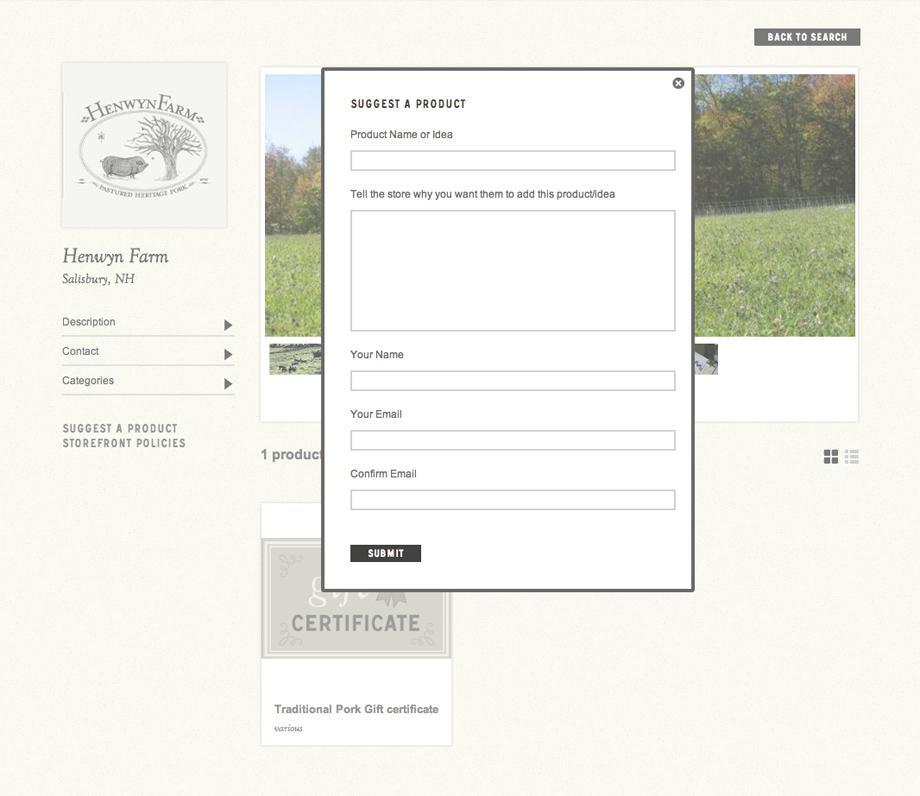 BACK TO SEARCH
HENWYN FARM
PASTURED HERITAGE PORK
Henwyn Farm
Salisbury, NH
Description
Contact
Categories
SUGGEST A PRODUCT
STOREFRONT POLICIES
SUGGEST A PRODUCT
Product Name or Idea
Tell the store why you want them to add this product/idea
Your Name
Your Email
Confirm Email
SUBMIT
1 product
gift
CERTIFICATE
Traditional Pork Gift certificate
various